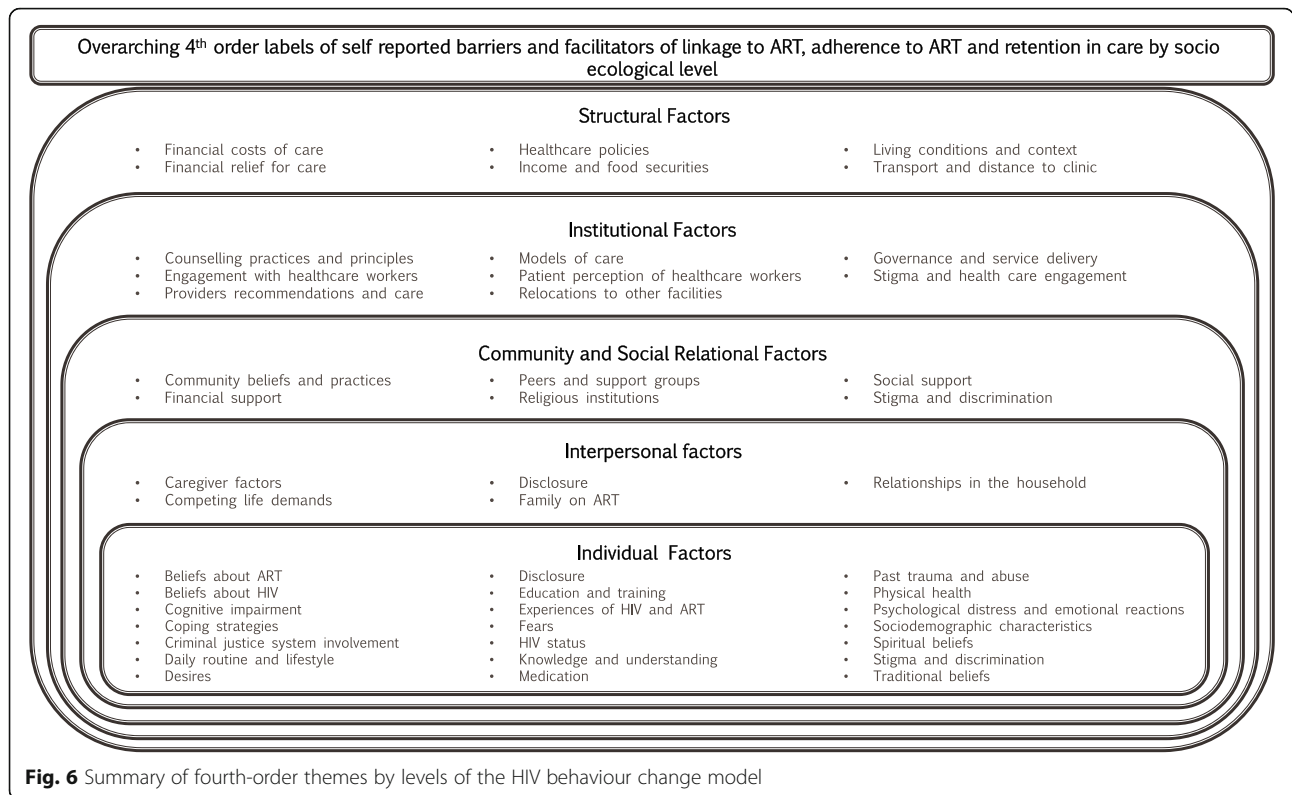 Overarching 4th order labels of self reported barriers and facilitators of linkage to ART, adherence to ART and retention in care by socio
ecological level
Structural Factors
• Financial costs of care
• Financial relief for care
• Healthcare policies
• Income and food securities
• Living conditions and context
• Transport and distance to clinic
Institutional Factors
• Counselling practices and principles
• Engagement with healthcare workers
• Providers recommendations and care
• Models of care
• Patient perception of healthcare workers
• Relocations to other facilities
• Governance and service delivery
• Stigma and health care engagement
Community and Social Relational Factors
• Community beliefs and practices
• Financial support
• Peers and support groups
• Religious institutions
• Social support
• Stigma and discrimination
Interpersonal factors
• Caregiver factors
• Competing life demands
• Disclosure
• Family on ART
• Relationships in the household
Individual Factors
• Beliefs about ART
• Beliefs about HIV
• Cognitive impairment
• Coping strategies
• Criminal justice system involvement
• Daily routine and lifestyle
• Desires
• Disclosure
• Education and training
• Experiences of HIV and ART
• Fears
• HIV status
• Knowledge and understanding
• Medication
• Past trauma and abuse
• Physical health
• Psychological distress and emotional reactions
• Sociodemographic characteristics
• Spiritual beliefs
• Stigma and discrimination
• Traditional beliefs
Fig. 6 Summary of fourth-order themes by levels of the HIV behaviour change model